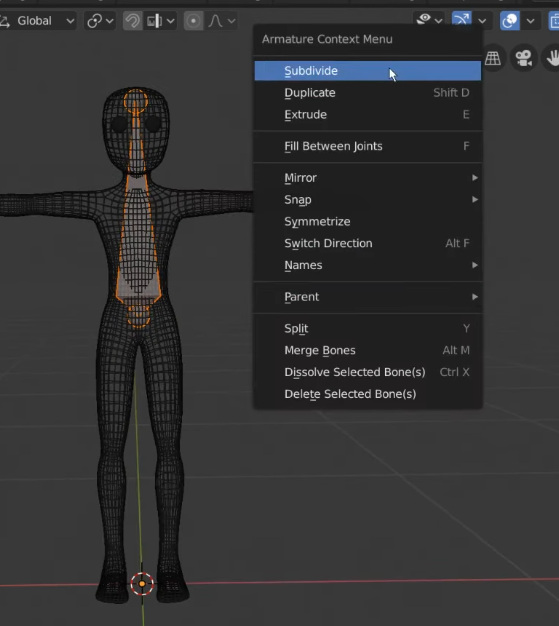 Global
Armature Context Menu
Subdivide
Duplicate Shift D
Extrude E
Fill Between Joints F
Mirror
Snap
Symmetrize
Switch Direction Alt F
Names
Parent
Split Y
Merge Bones Alt M
Dissolve Selected Bone(s) Ctrl X
Delete Selected Bone(s)